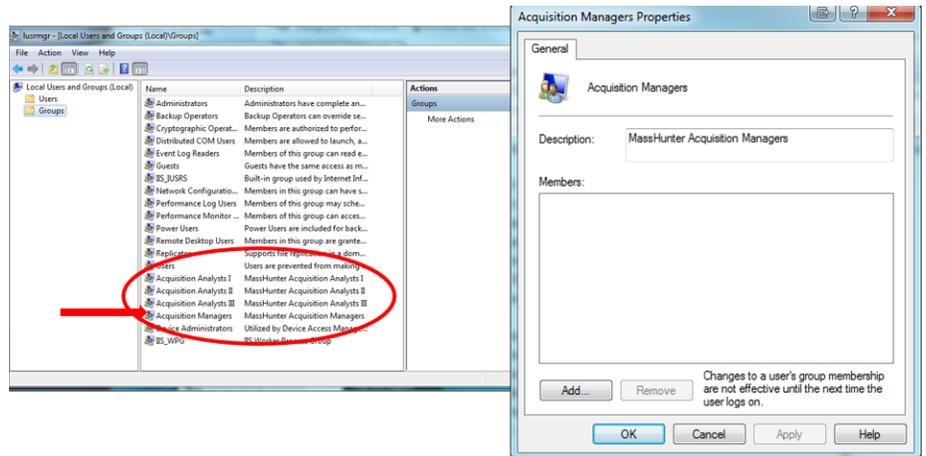 lusrmgr - [Local Users and Groups (Local)\Groups]
File Action View Help
Local Users and Groups (Local)
Users
Groups
Name Description
Administrators Administrators have complete an...
Backup Operators Backup Operators can override se...
Cryptographic Operat... Members are authorized to perfor...
Distributed COM Users Members are allowed to launch, a...
Event Log Readers Members of this group can read e...
Guests Guests have the same access as m...
IIS_IUSRS Built-in group used by Internet Inf...
Network Configuratio... Members in this group can have s...
Performance Log Users Members of this group may sche...
Performance Monitor ... Members of this group can acces...
Power Users Power Users are included for back...
Remote Desktop Users Members in this group are grante...
Replicator Supports file replication in a dom...
Users Users are prevented from making
Acquisition Analysts I MassHunter Acquisition Analysts I
Acquisition Analysts II MassHunter Acquisition Analysts II
Acquisition Analysts III MassHunter Acquisition Analysts III
Acquisition Managers MassHunter Acquisition Managers
Device Administrators Utilized by Device Access Manage...
IIS_WPG IIS Worker Process Group
Actions
Groups
More Actions
Acquisition Managers Properties
General
Acquisition Managers
Description: MassHunter Acquisition Managers
Members:
Add... Remove
Changes to a user's group membership
are not effective until the next time the
user logs on.
OK Cancel Apply Help